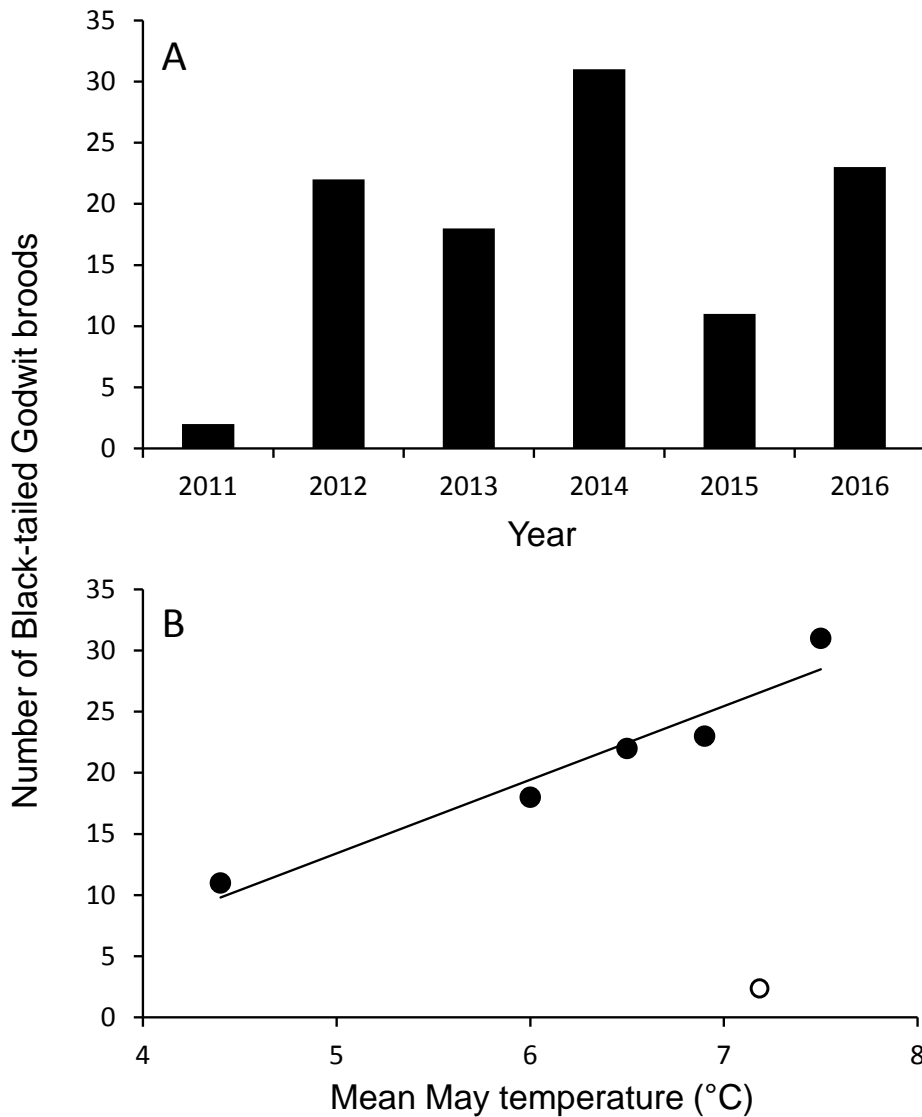 Number of Black-tailed Godwit broods
A
35
30
25
20
15
10
5
0
2011 2012 2013 2014 2015 2016
Year
B
35
30
25
20
15
10
5
0
4 5 6 7 8
Mean May temperature (°C)